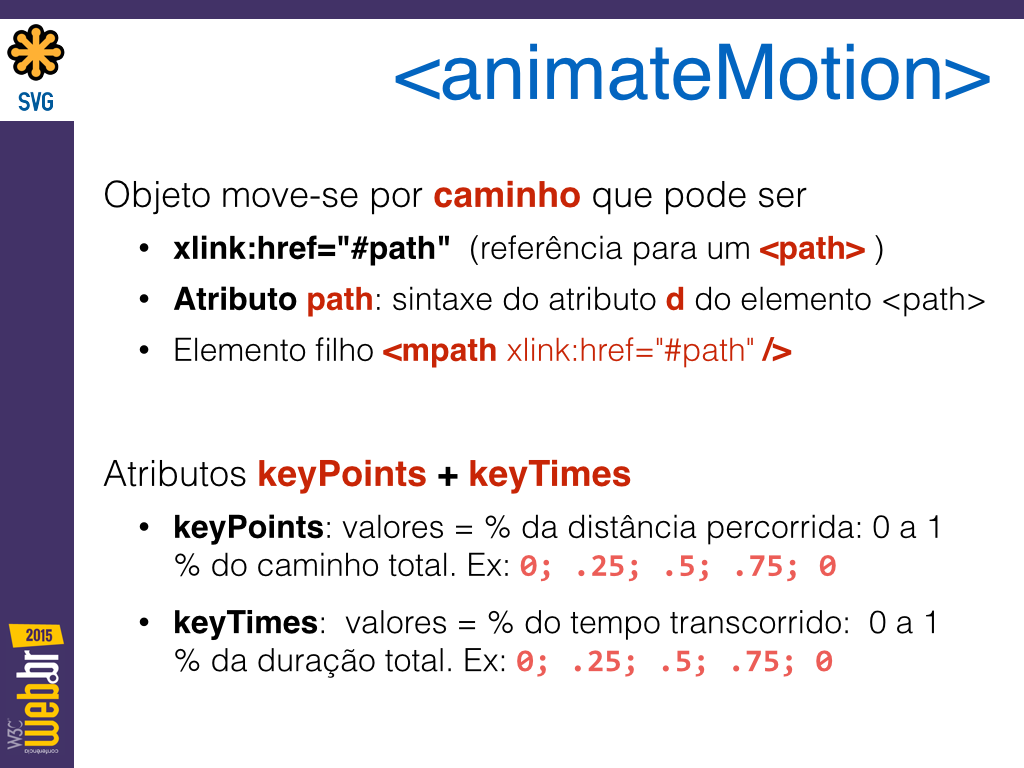 SVG
<animateMotion>
Objeto move-se por caminho que pode ser
• xlink:href="#path" (referência para um <path> )
• Atributo path: sintaxe do atributo d do elemento <path>
• Elemento filho <mpath xlink:href="#path" />
Atributos keyPoints + keyTimes
• keyPoints: valores = % da distância percorrida: 0 a 1
% do caminho total. Ex: 0; .25; .5; .75; 0
• keyTimes: valores = % do tempo transcorrido: 0 a 1
% da duração total. Ex: 0; .25; .5; .75; 0
2015
W3C
conferência
web.br